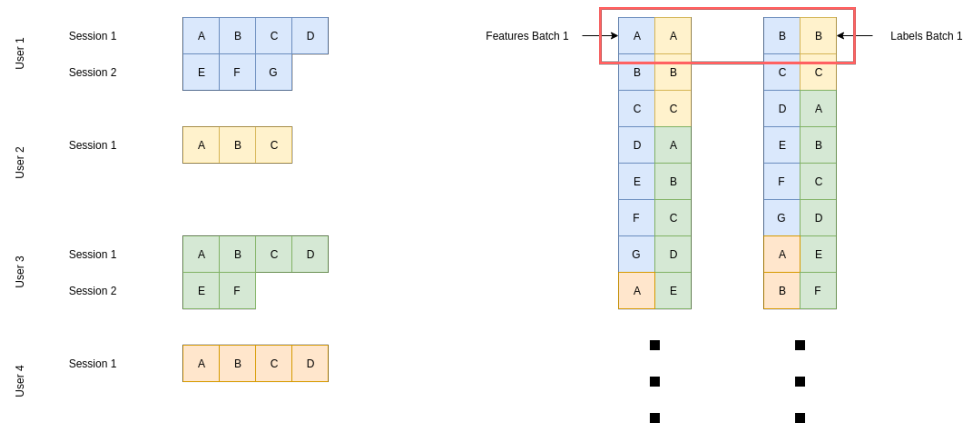 User 1
Session 1
A B C D
Session 2
E F G
User 2
Session 1
A B C
User 3
Session 1
A B C D
Session 2
E F
User 4
Session 1
A B C D
Features Batch 1
Labels Batch 1
A A B B
B B C C
C C D A
D A E B
E B F C
F C G D
G D A E
A E B F